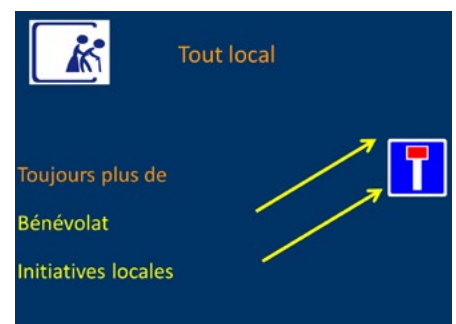 Tout local
Toujours plus de
Bénévolat
Initiatives locales